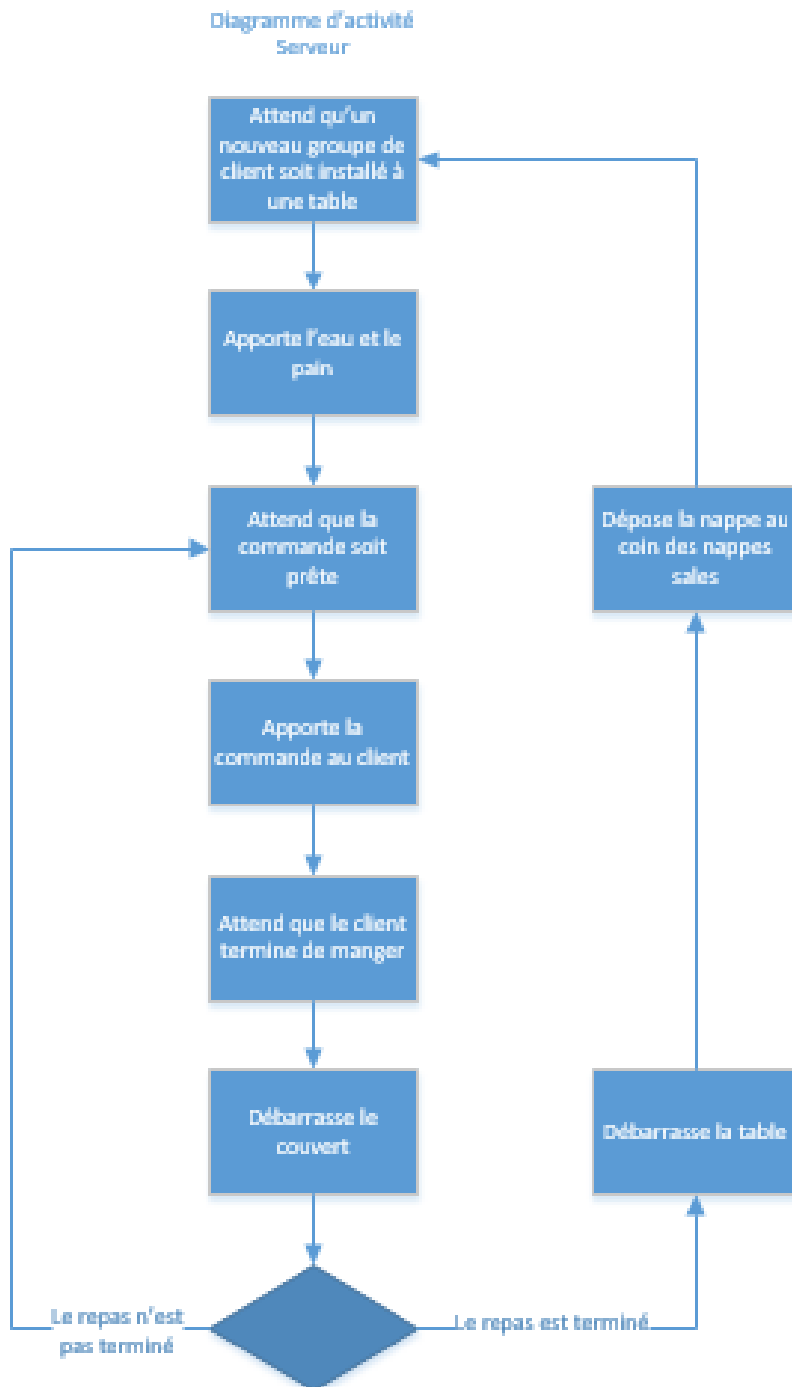 Diagramme d'activité
Serveur
Attend qu'un
nouveau groupe de
client soit installé à
une table
Apporte l'eau et le
pain
Attend que la
commande soit
prête
Dépose la nappe au
coin des nappes
sales
Apporte la
commande au client
Attend que le client
termine de manger
Débarrasse le
couvert
Débarrasse la table
Le repas n'est
pas terminé
Le repas est terminé